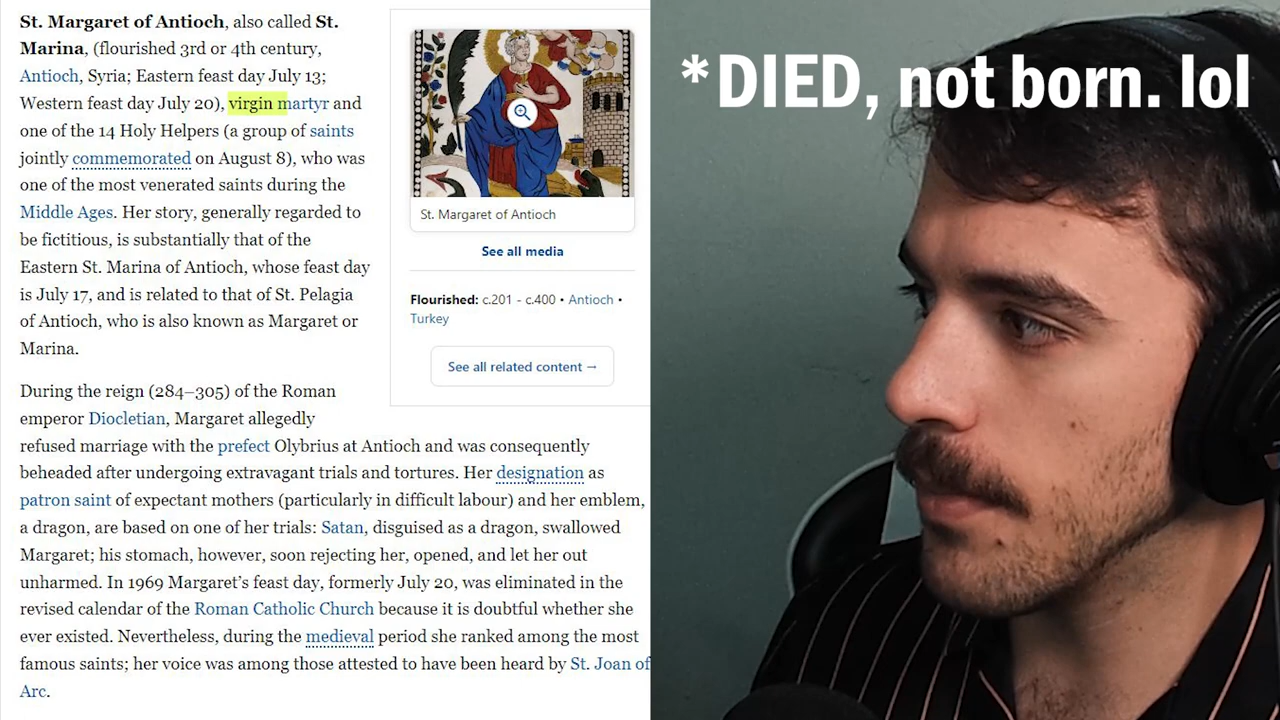 St. Margaret of Antioch, also called St.
Marina, (flourished 3rd or 4th century,
Antioch, Syria; Eastern feast day July 13;
Western feast day July 20), virgin martyr and
one of the 14 Holy Helpers (a group of saints
jointly commemorated on August 8), who was
one of the most venerated saints during the
Middle Ages. Her story, generally regarded to
be fictitious, is substantially that of the
Eastern St. Marina of Antioch, whose feast day
is July 17, and is related to that of St. Pelagia
of Antioch, who is also known as Margaret or
Marina.
During the reign (284–305) of the Roman
emperor Diocletian, Margaret allegedly
refused marriage with the prefect Olybrius at Antioch and was consequently
beheaded after undergoing extravagant trials and tortures. Her designation as
patron saint of expectant mothers (particularly in difficult labour) and her emblem,
a dragon, are based on one of her trials: Satan, disguised as a dragon, swallowed
Margaret; his stomach, however, soon rejecting her, opened, and let her out
unharmed. In 1969 Margaret's feast day, formerly July 20, was eliminated in the
revised calendar of the Roman Catholic Church because it is doubtful whether she
ever existed. Nevertheless, during the medieval period she ranked among the most
famous saints; her voice was among those attested to have been heard by St. Joan of
Arc.
St. Margaret of Antioch
See all media
Flourished: c.201 - c.400 • Antioch •
Turkey
See all related content →
*DIED, not born. lol